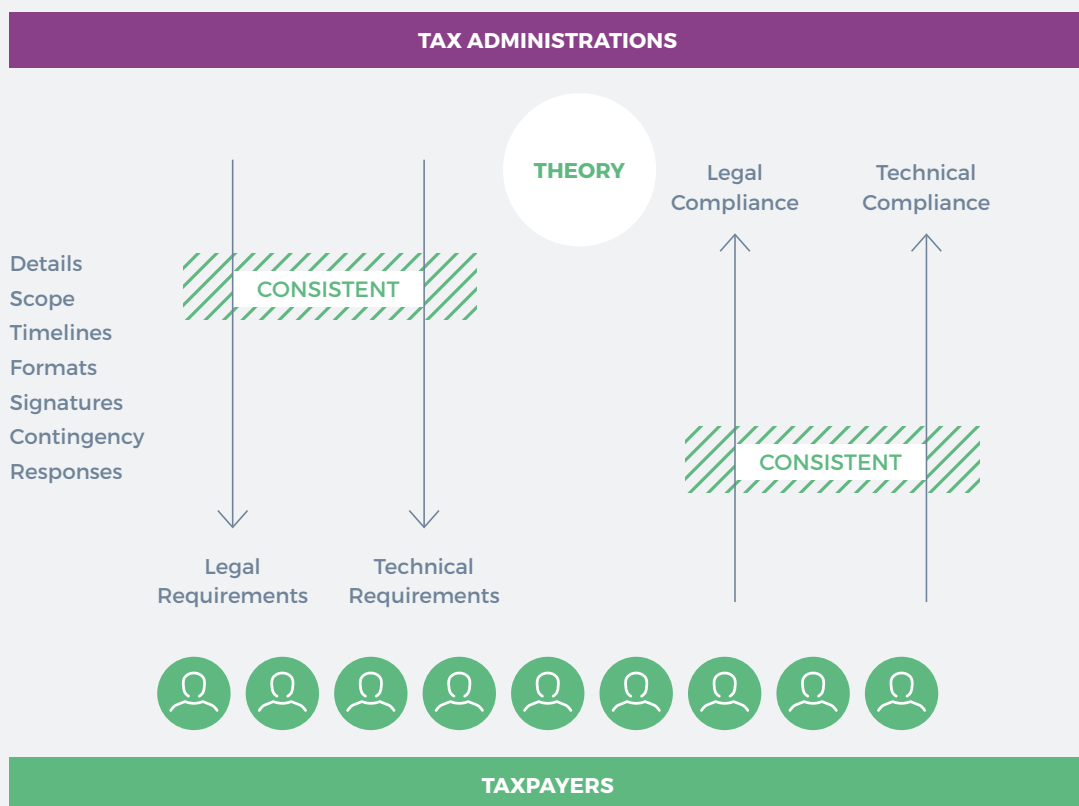 TAX ADMINISTRATIONS
THEORY
Legal
Compliance
Technical
Compliance
Details
Scope
Timelines
Formats
Signatures
Contingency
Responses
CONSISTENT
CONSISTENT
Legal
Requirements
Technical
Requirements
TAXPAYERS